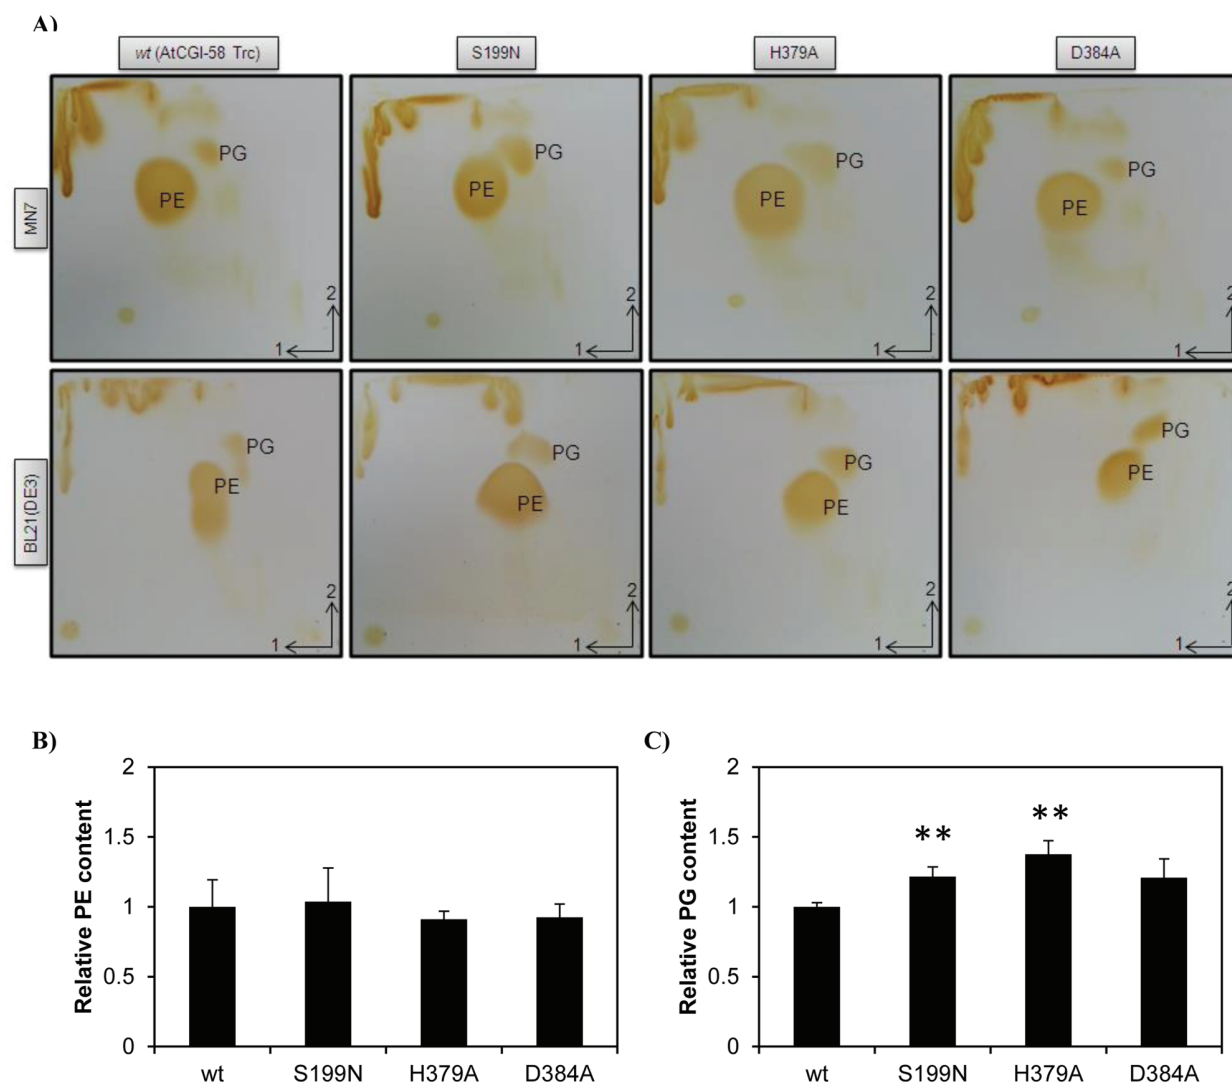 A)
wt (AtCGI-58 Trc)
S199N
H379A
D384A
MN7
PE
PG
1
2
PE
PG
1
2
PE
PG
1
2
PE
PG
1
2
BL21(DE3)
PG
PE
1
2
PG
PE
1
2
PG
PE
1
2
PG
PE
1
2
B)
Relative PE content
2
1.5
1
0.5
0
wt
S199N
H379A
D384A
C)
Relative PG content
2
1.5
1
0.5
0
**
**
wt
S199N
H379A
D384A